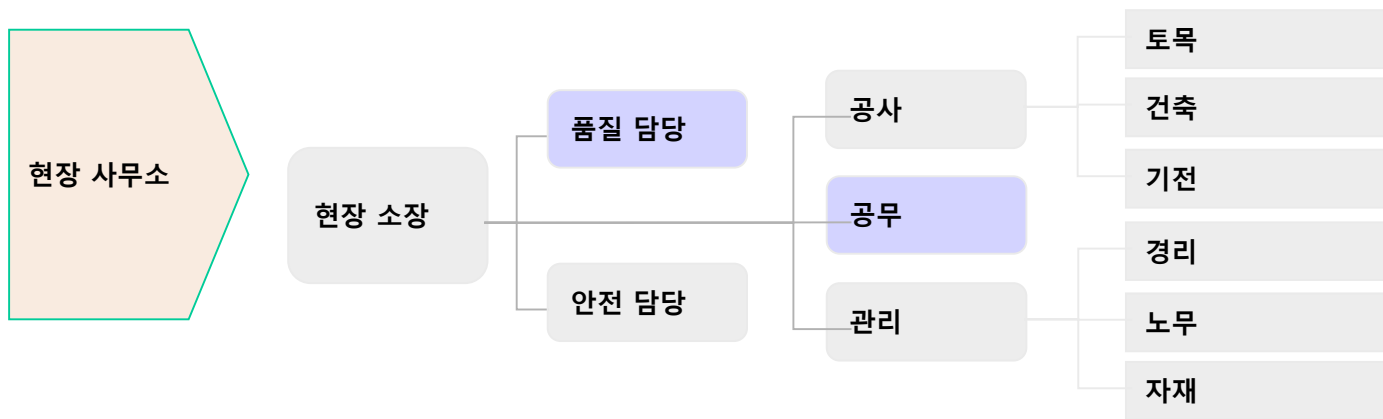 현장 사무소
현장 소장
품질 담당
안전 담당
공사
공무
관리
토목
건축
기전
경리
노무
자재